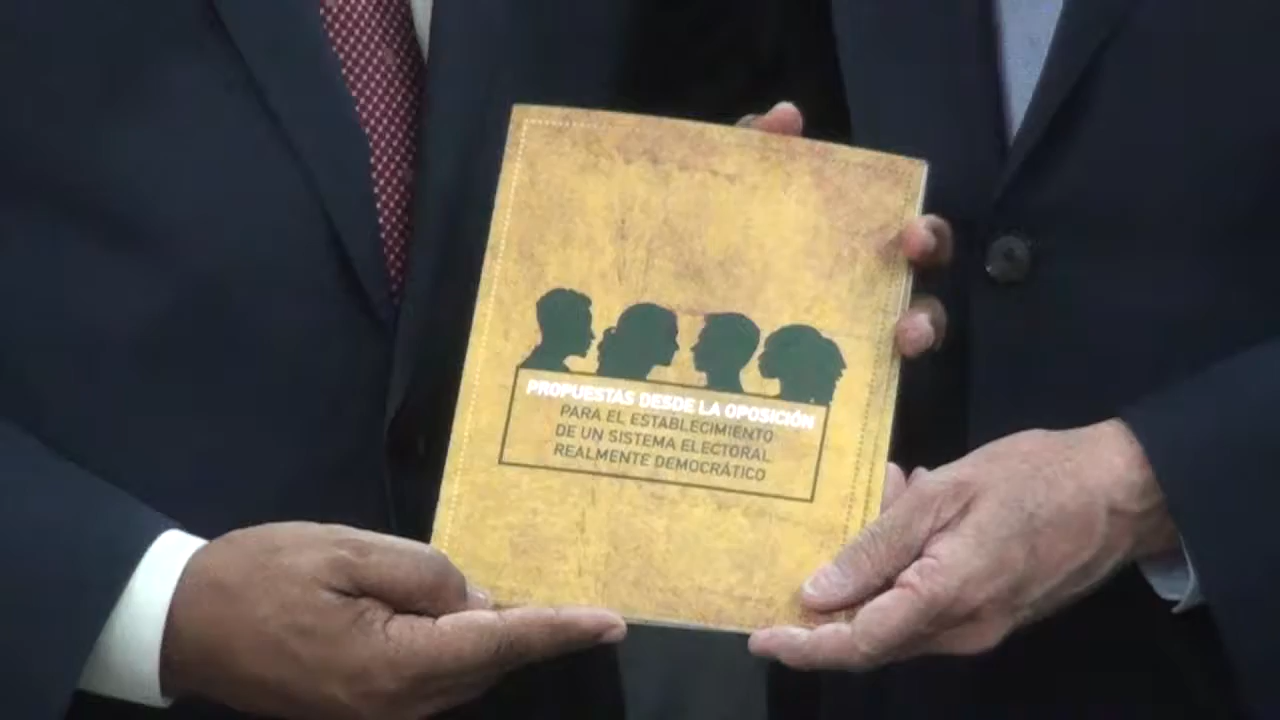 PROPUESTAS DESDE LA OPOSICIÓN
PARA EL ESTABLECIMIENTO
DE UN SISTEMA ELECTORAL
REALMENTE DEMOCRÁTICO